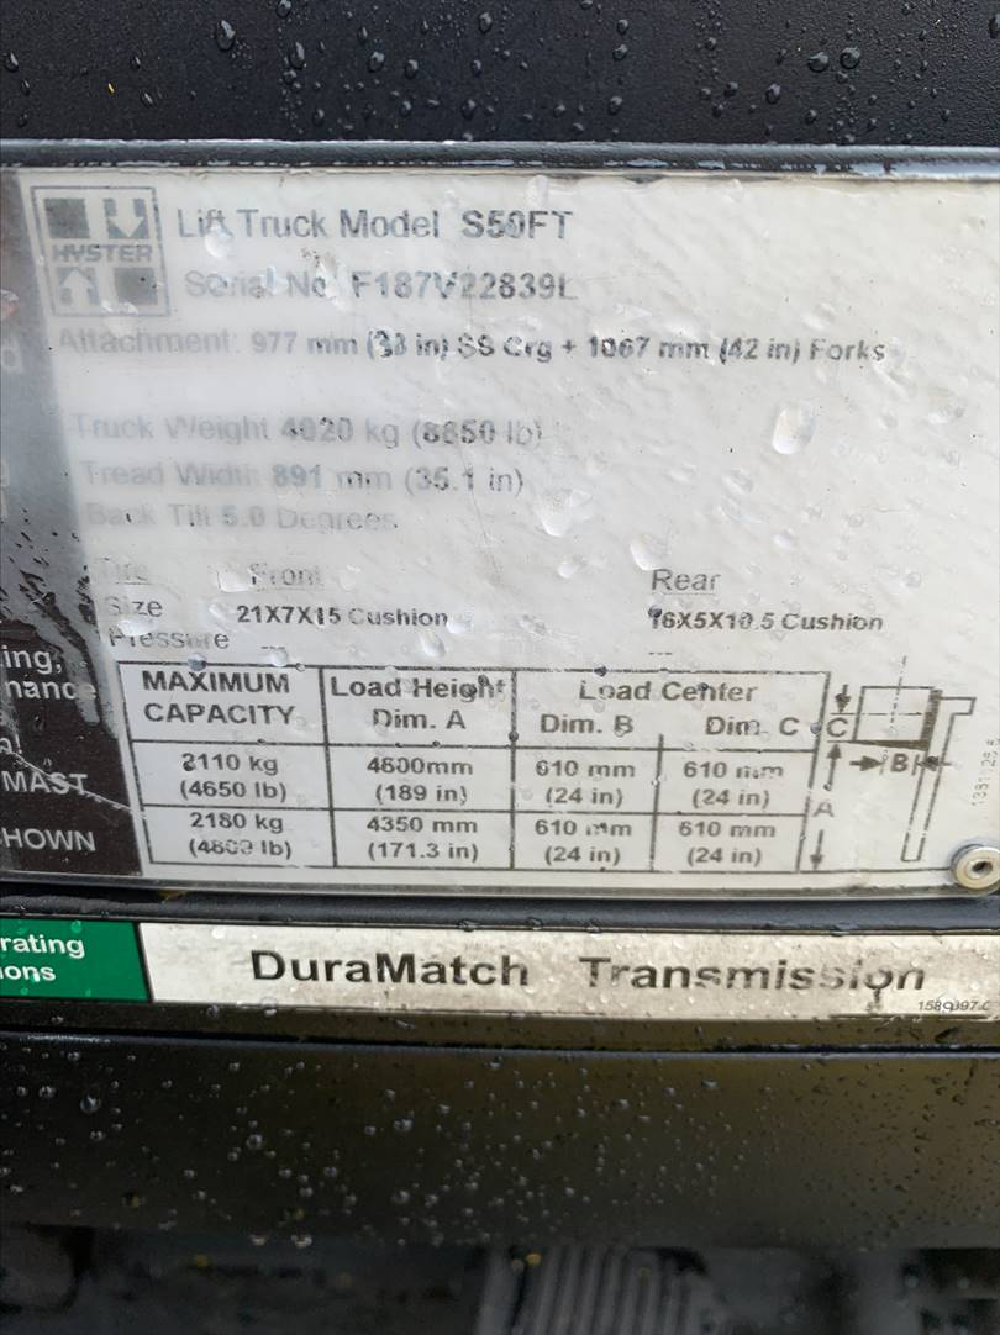 HYSTER
Lift Truck Model S50FT
Serial No F187V22839L
Attachment: 977 mm (38 in) SS Crg + 1067 mm (42 in) Forks
Truck Weight 4020 kg (8850 lb)
Tread Width 891 mm (35.1 in)
Back Tilt 5.0 Degrees
Tire Front Rear
Size 21X7X15 Cushion 16X5X10.5 Cushion
Pressure --- ---
MAXIMUM CAPACITY Load Height Dim. A Load Center
Dim. B Dim. C
2110 kg 4800mm 610 mm 610 mm
(4650 lb) (189 in) (24 in) (24 in)
2180 kg 4350 mm 610 mm 610 mm
(4800 lb) (171.3 in) (24 in) (24 in)
C
B
A
ing,
nance
MAST
HOWN
rating
ions
DuraMatch Transmission